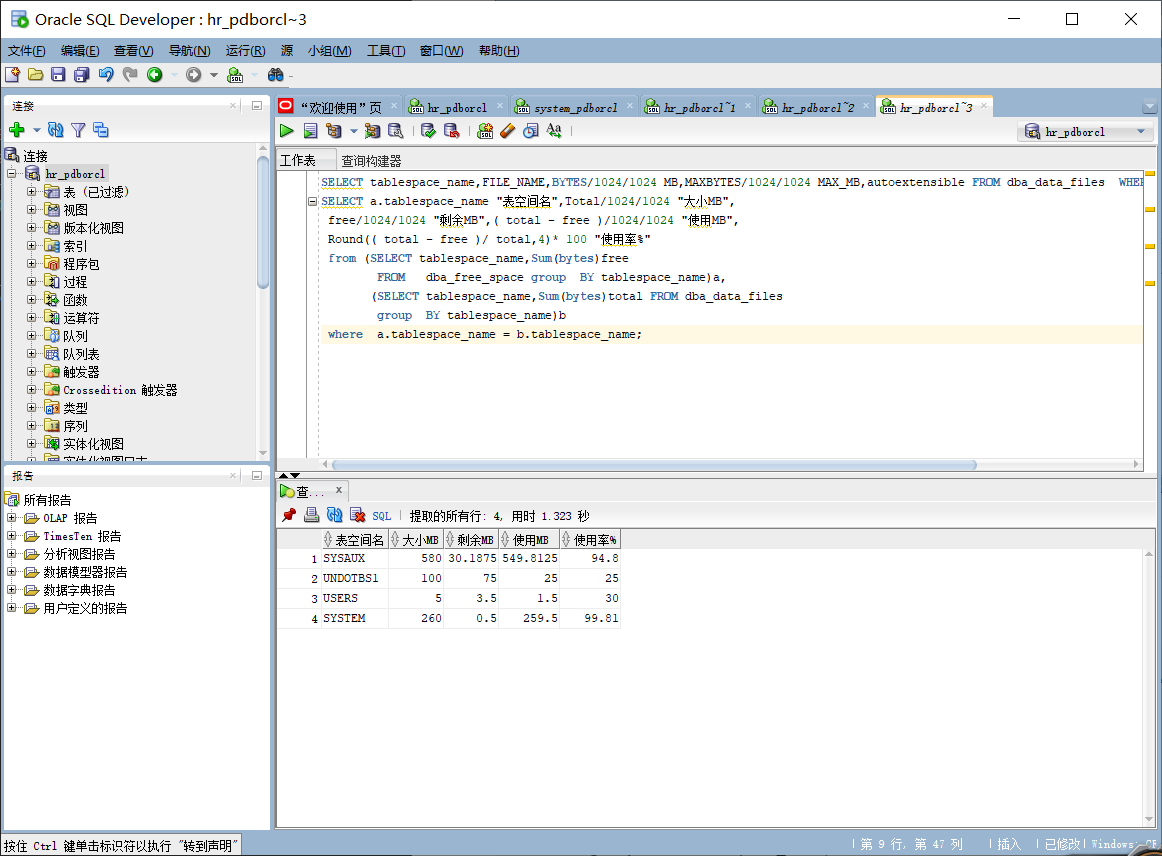 Oracle SQL Developer : hr_pdborcl~3
文件(F) 编辑(E) 查看(V) 导航(N) 运行(R) 源 小组(M) 工具(T) 窗口(W) 帮助(H)
连接
连接
hr_pdborcl
表 (已过滤)
视图
版本化视图
索引
程序包
过程
函数
运算符
队列
队列表
触发器
Crossedition 触发器
类型
序列
实体化视图
实体化视图日志
报告
所有报告
OLAP 报告
TimesTen 报告
分析视图报告
数据模型器报告
数据字典报告
用户定义的报告
“欢迎使用”页 hr_pdborcl system_pdborcl hr_pdborcl~1 hr_pdborcl~2 hr_pdborcl~3
hr_pdborcl
工作表 查询构建器
SELECT tablespace_name,FILE_NAME,BYTES/1024/1024 MB,MAXBYTES/1024/1024 MAX_MB,autoextensible FROM dba_data_files WHE
SELECT a.tablespace_name "表空间名",Total/1024/1024 "大小MB",
free/1024/1024 "剩余MB",( total - free )/1024/1024 "使用MB",
Round(( total - free )/ total,4)* 100 "使用率%"
from (SELECT tablespace_name,Sum(bytes)free
FROM dba_free_space group BY tablespace_name)a,
(SELECT tablespace_name,Sum(bytes)total FROM dba_data_files
group BY tablespace_name)b
where a.tablespace_name = b.tablespace_name;
查...
SQL 提取的所有行: 4, 用时 1.323 秒
表空间名 大小MB 剩余MB 使用MB 使用率%
1 SYSAUX 580 30.1875 549.8125 94.8
2 UNDOTBS1 100 75 25 25
3 USERS 5 3.5 1.5 30
4 SYSTEM 260 0.5 259.5 99.81
按住 Ctrl 键单击标识符以执行 "转到声明"
第 9 行, 第 47 列 插入 已修改 Windows: CR